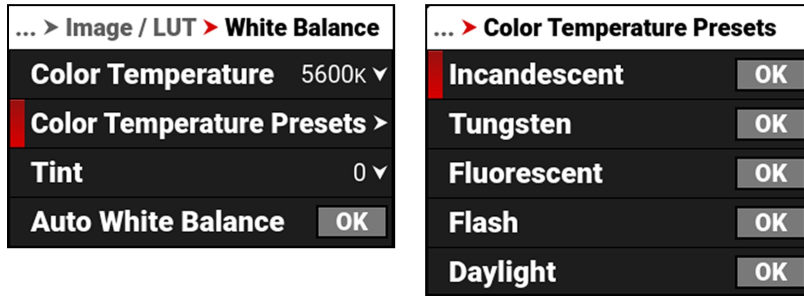 ... > Image / LUT > White Balance
Color Temperature 5600K
Color Temperature Presets >
Tint 0
Auto White Balance OK
... > Color Temperature Presets
Incandescent OK
Tungsten OK
Fluorescent OK
Flash OK
Daylight OK